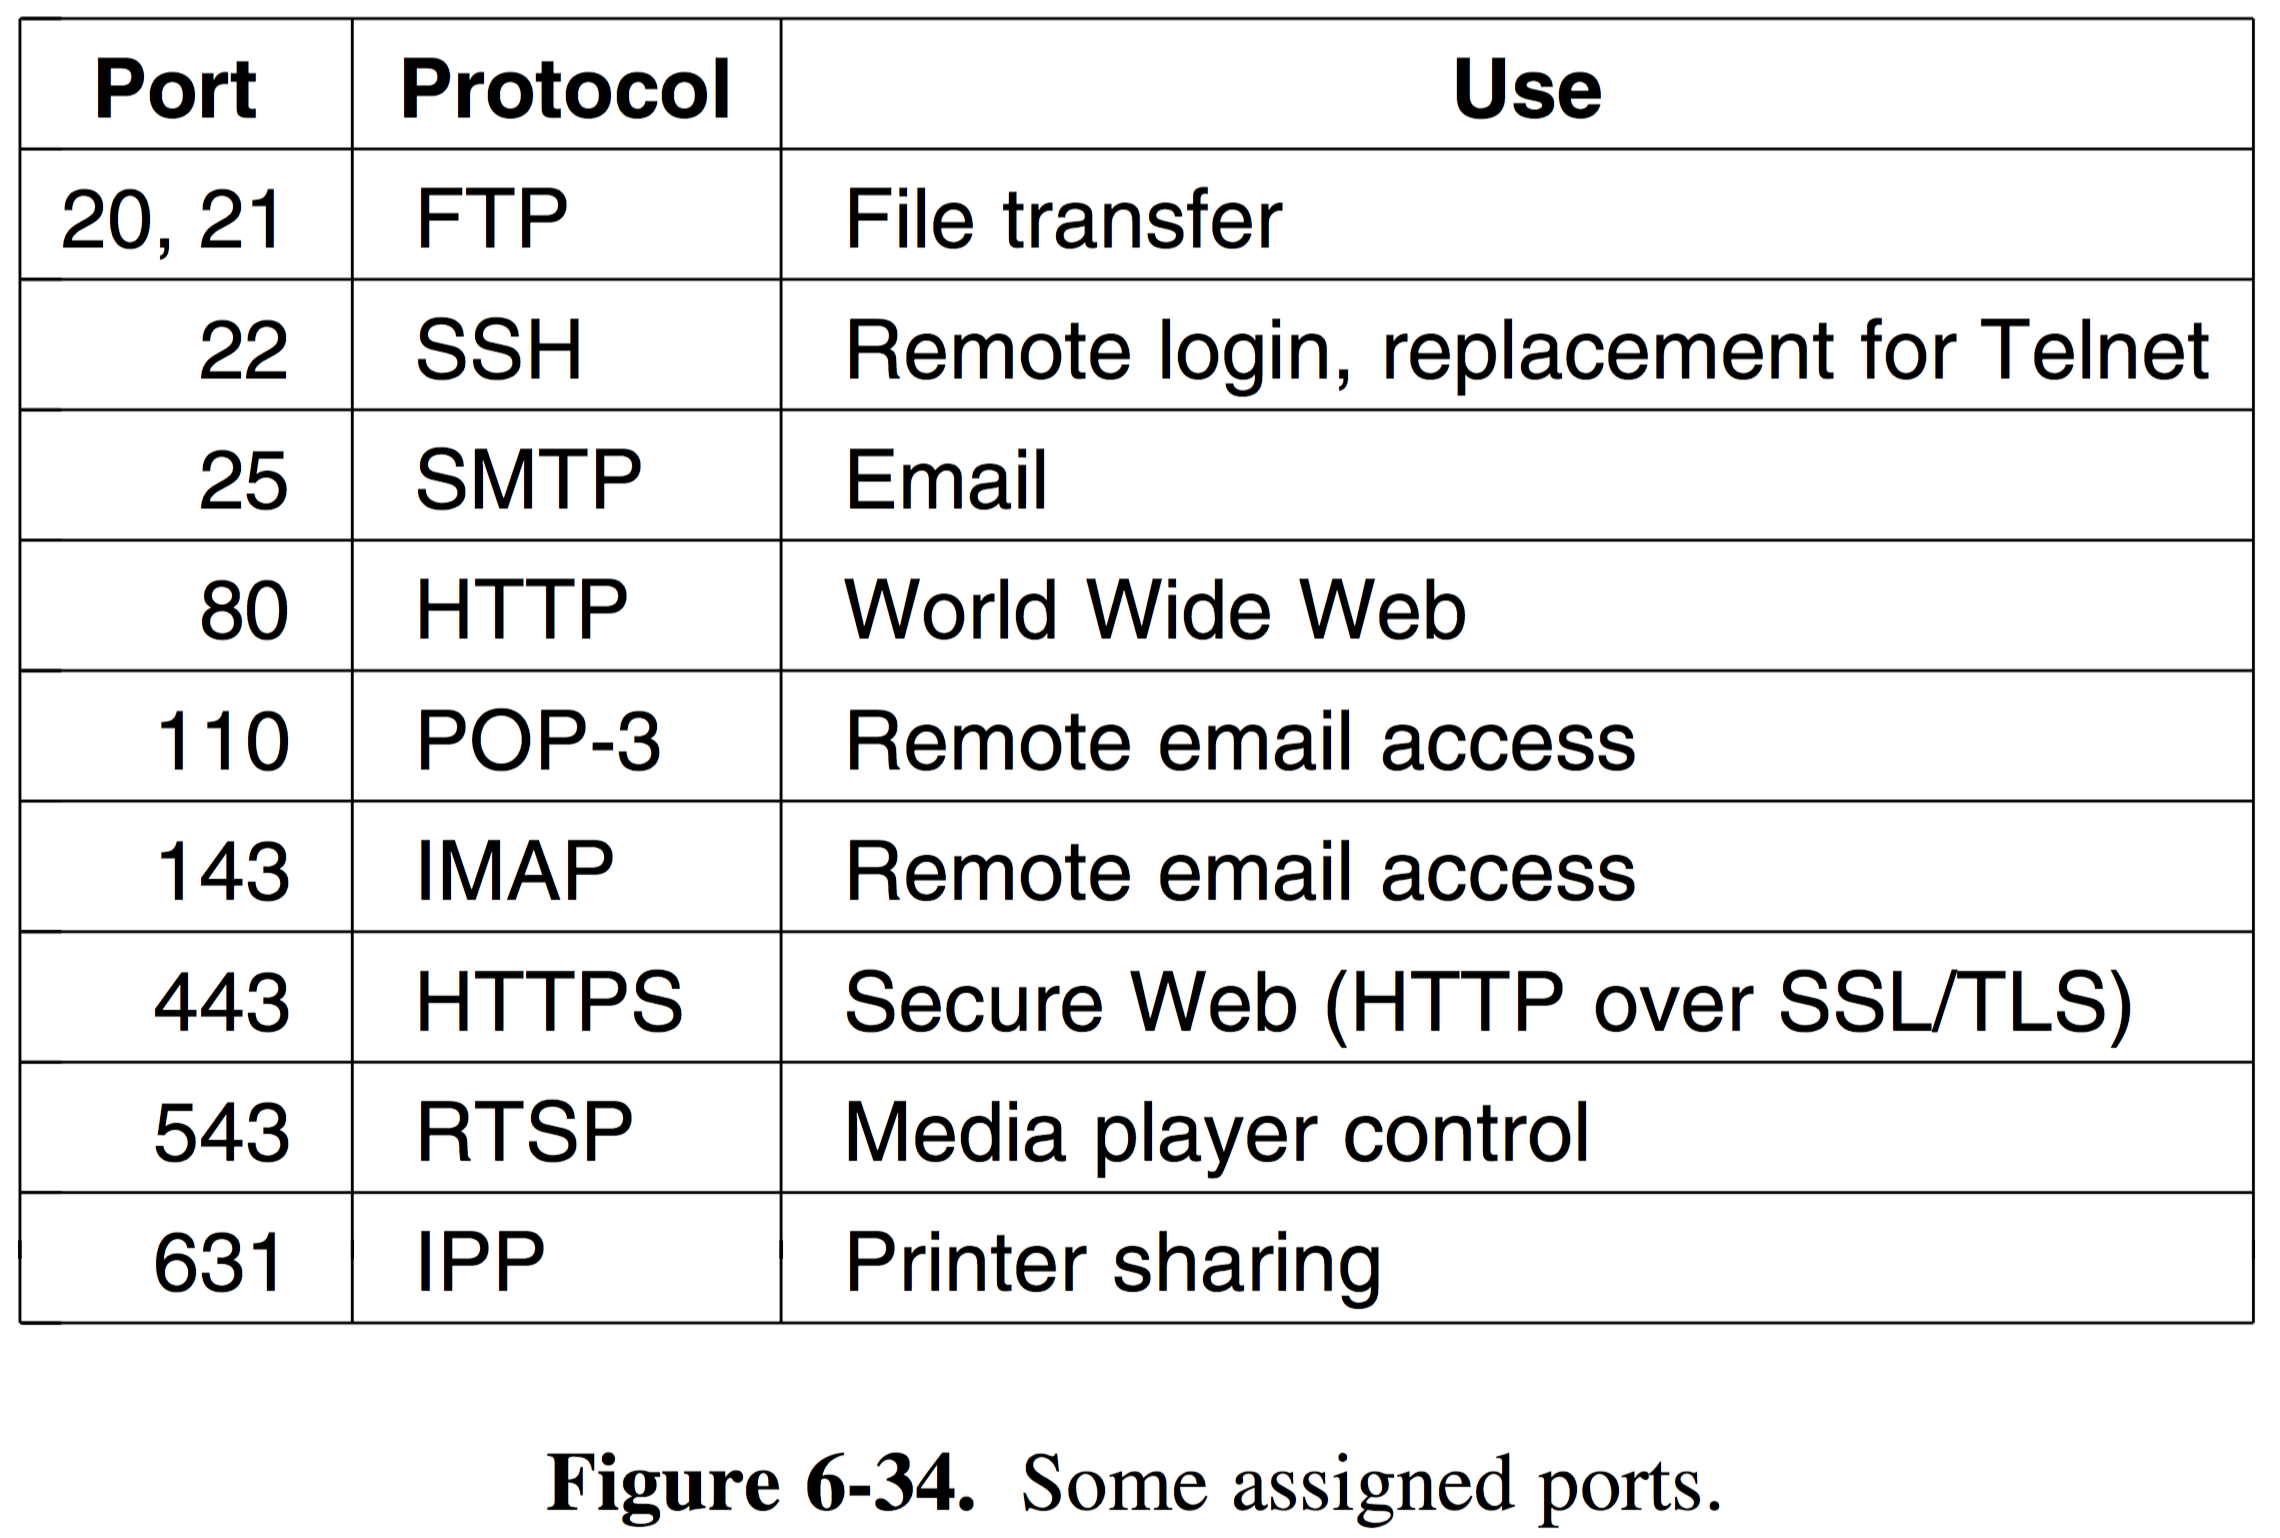 Port Protocol Use
20, 21 FTP File transfer
22 SSH Remote login, replacement for Telnet
25 SMTP Email
80 HTTP World Wide Web
110 POP-3 Remote email access
143 IMAP Remote email access
443 HTTPS Secure Web (HTTP over SSL/TLS)
543 RTSP Media player control
631 IPP Printer sharing
Figure 6-34. Some assigned ports.